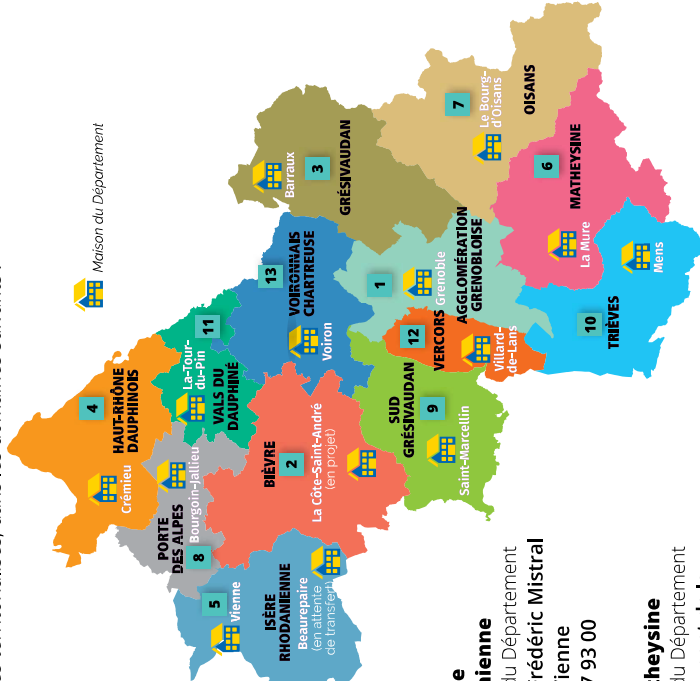 Maison du Département
4
HAUT-RHÔNE
DAUPHINOIS
Crémieu
11
La-Tour-
du-Pin
VALS DU
DAUPHINÉ
PORTE
DES ALPES
Bourgoin-Jallieu
8
5
Vienne
ISÈRE
RHODANIENNE
Beaurepaire
(en attente
de transfert)
BIÈVRE
2
La Côte-Saint-André
(en projet)
13
VOIRONNAIS
CHARTREUSE
Voiron
Barraux
3
GRÉSIVAUDAN
1
Grenoble
AGGLOMÉRATION
GRENOBLOISE
12
VERCORS
Villard-
de-Lans
SUD
GRÉSIVAUDAN
9
Saint-Marcellin
7
Le Bourg-
d'Oisans
OISANS
6
MATHEYSINE
La Mure
10
TRIÈVES
Mens
du Département
Frédéric Mistral
7 93 00
du Département